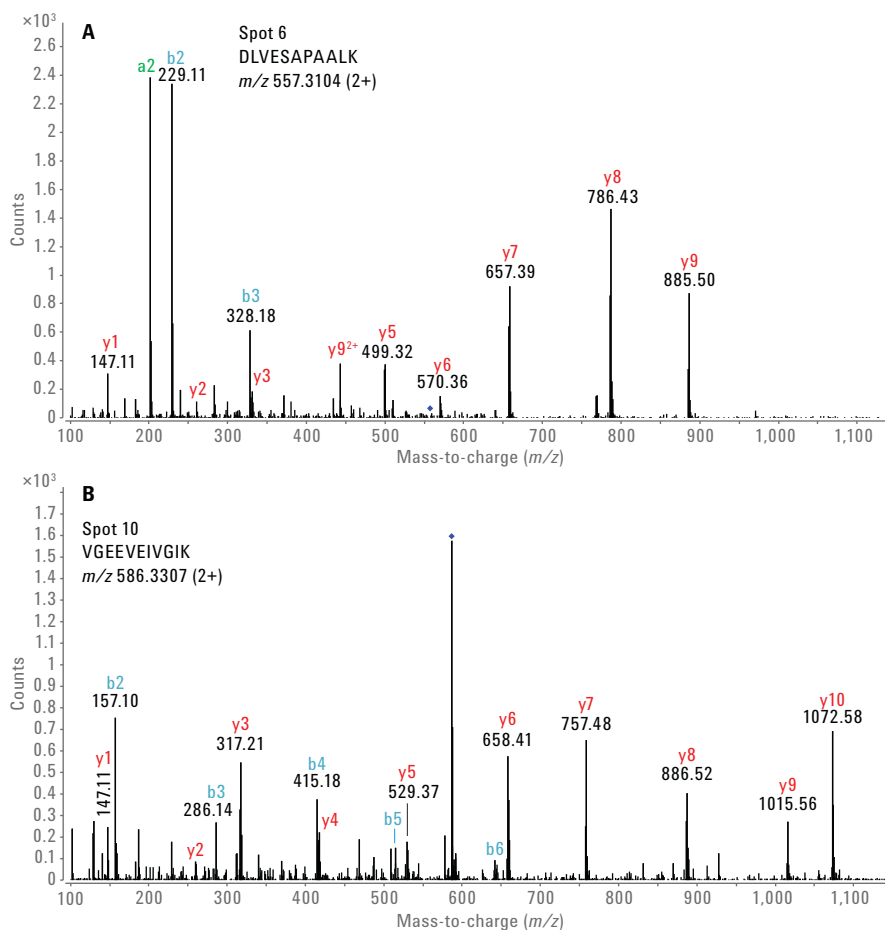 ×10³
A
Spot 6
DLVESAPAALK
m/z 557.3104 (2+)
2.6
2.4
2.2
2.0
1.8
1.6
1.4
1.2
1
0.8
0.6
0.4
0.2
0
Counts
a2
b2
229.11
y8
786.43
y7
657.39
y9
885.50
b3
328.18
y1
147.11
y2
y3
y9²⁺
y5
499.32
y6
570.36
100 200 300 400 500 600 700 800 900 1,000 1,100
Mass-to-charge (m/z)
×10³
B
Spot 10
VGEEVEIVGIK
m/z 586.3307 (2+)
1.7
1.6
1.5
1.4
1.3
1.2
1.1
1
0.9
0.8
0.7
0.6
0.5
0.4
0.3
0.2
0.1
0
Counts
b2
157.10
y1
147.11
y3
317.21
b3
286.14
y2
b4
415.18
y4
b5
y5
529.37
b6
y6
658.41
y7
757.48
y8
886.52
y9
1015.56
y10
1072.58
100 200 300 400 500 600 700 800 900 1,000 1,100
Mass-to-charge (m/z)